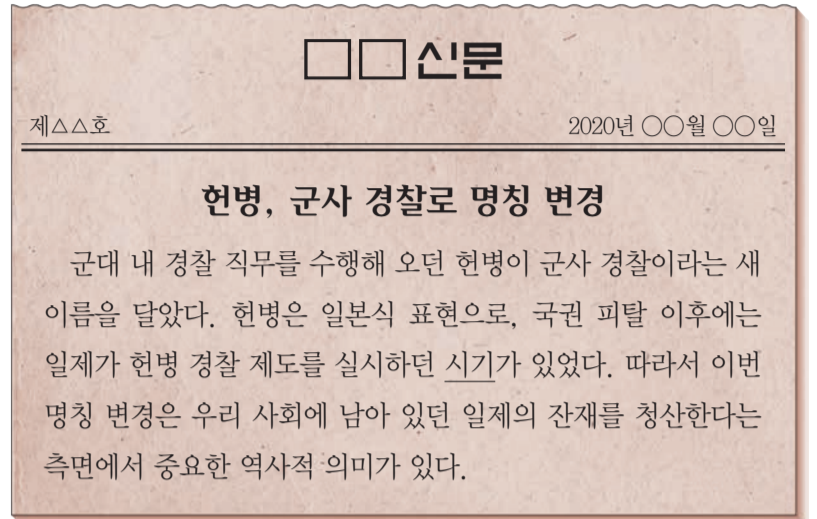 □□신문
제△△호 2020년 ○○월 ○○일
헌병, 군사 경찰로 명칭 변경
군대 내 경찰 직무를 수행해 오던 헌병이 군사 경찰이라는 새
이름을 달았다. 헌병은 일본식 표현으로, 국권 피탈 이후에는
일제가 헌병 경찰 제도를 실시하던 시기가 있었다. 따라서 이번
명칭 변경은 우리 사회에 남아 있던 일제의 잔재를 청산한다는
측면에서 중요한 역사적 의미가 있다.